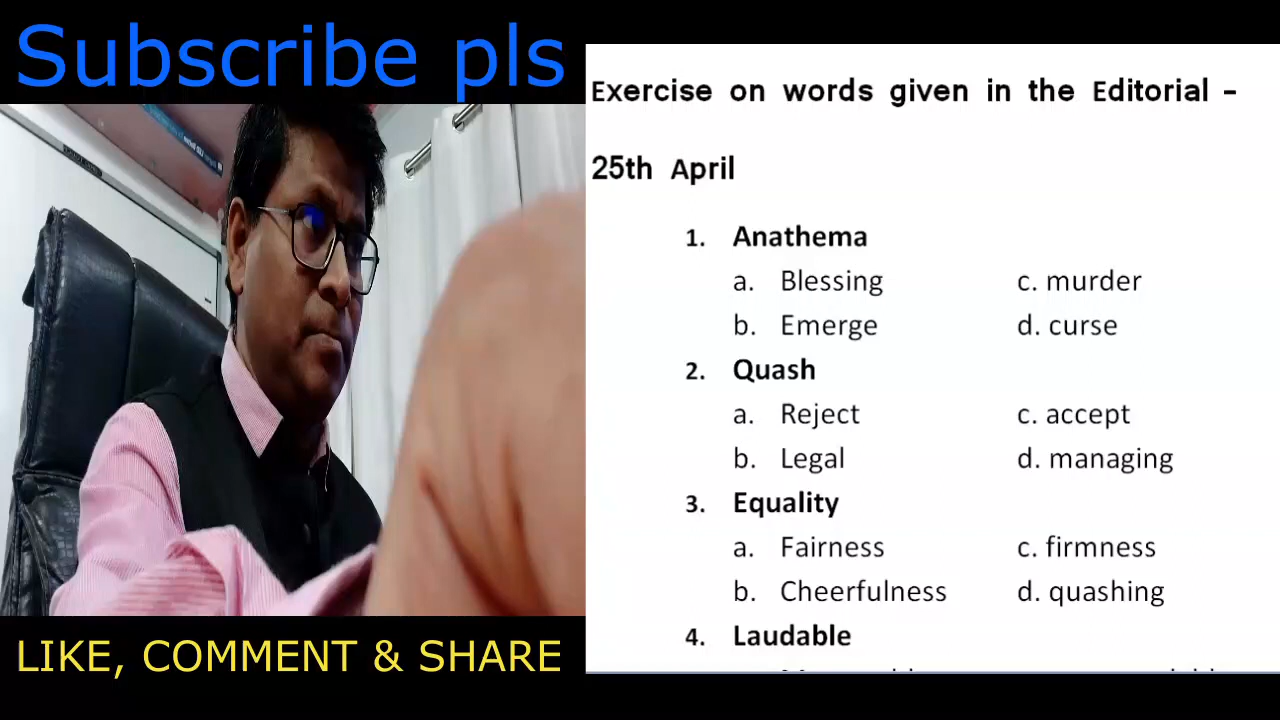 Subscribe pls
Exercise on words given in the Editorial -
25th April
1. Anathema
a. Blessing c. murder
b. Emerge d. curse
2. Quash
a. Reject c. accept
b. Legal d. managing
3. Equality
a. Fairness c. firmness
b. Cheerfulness d. quashing
4. Laudable
LIKE, COMMENT & SHARE